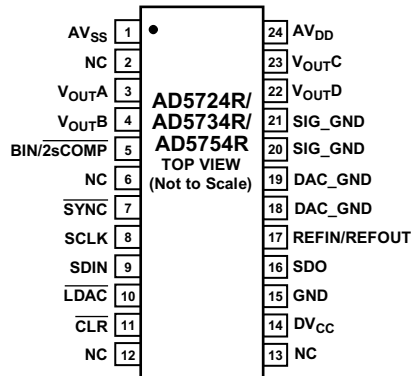 AVSS 1
NC 2
VOUTA 3
VOUTB 4
BIN/2sCOMP 5
NC 6
SYNC 7
SCLK 8
SDIN 9
LDAC 10
CLR 11
NC 12
AD5724R/
AD5734R/
AD5754R
TOP VIEW
(Not to Scale)
24 AVDD
23 VOUTC
22 VOUTD
21 SIG_GND
20 SIG_GND
19 DAC_GND
18 DAC_GND
17 REFIN/REFOUT
16 SDO
15 GND
14 DVCC
13 NC